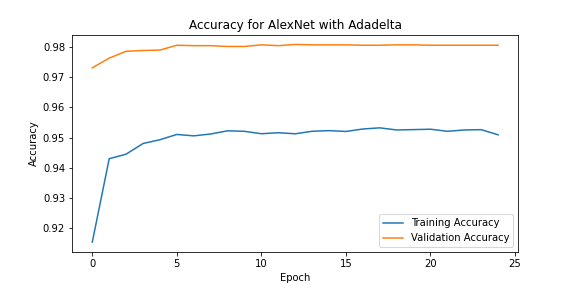 Accuracy for AlexNet with Adadelta
0.98
0.97
0.96
0.95
0.94
0.93
0.92
Accuracy
0
5
10
15
20
25
Epoch
Training Accuracy
Validation Accuracy